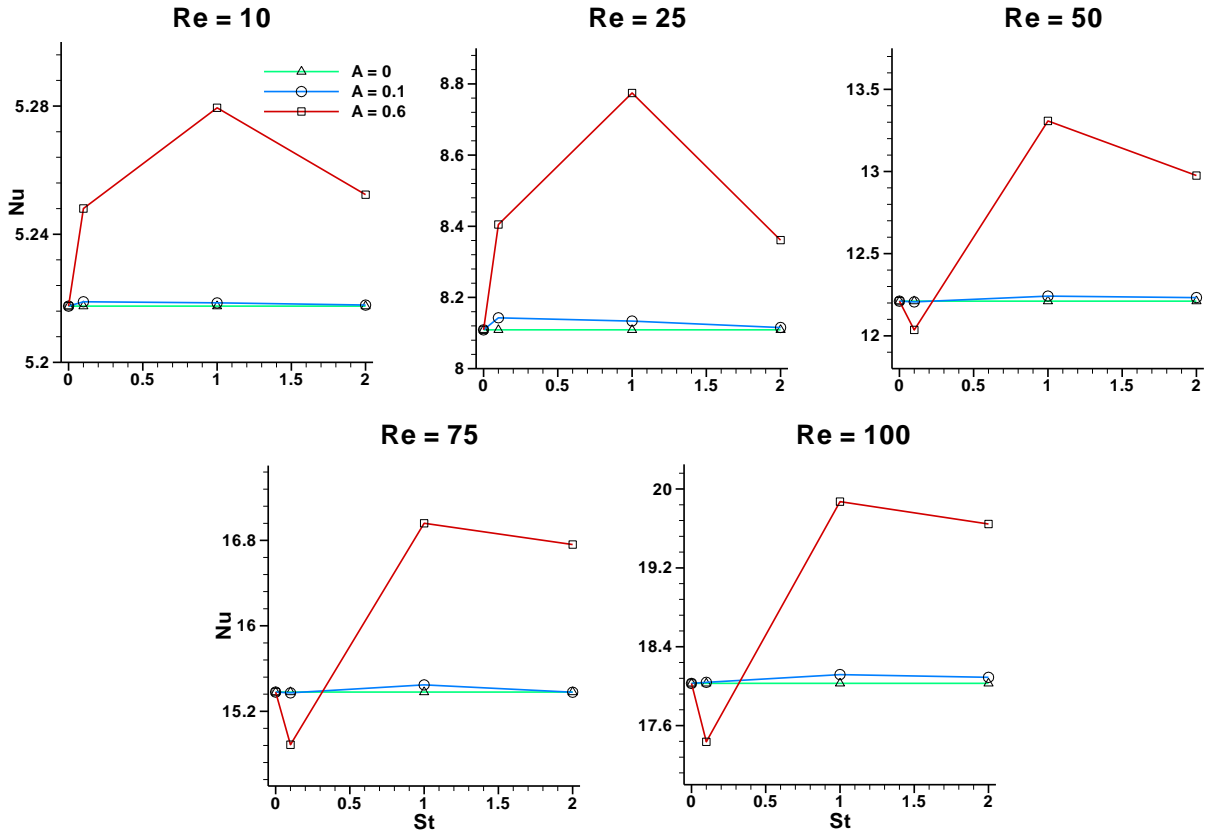 Re = 10
Re = 25
Re = 50
A = 0
A = 0.1
A = 0.6
Nu
5.28
5.24
5.2
0 0.5 1 1.5 2
8.8
8.6
8.4
8.2
8
0 0.5 1 1.5 2
13.5
13
12.5
12
0 0.5 1 1.5 2
Re = 75
Re = 100
Nu
16.8
16
15.2
0 0.5 1 1.5 2
St
20
19.2
18.4
17.6
0 0.5 1 1.5 2
St